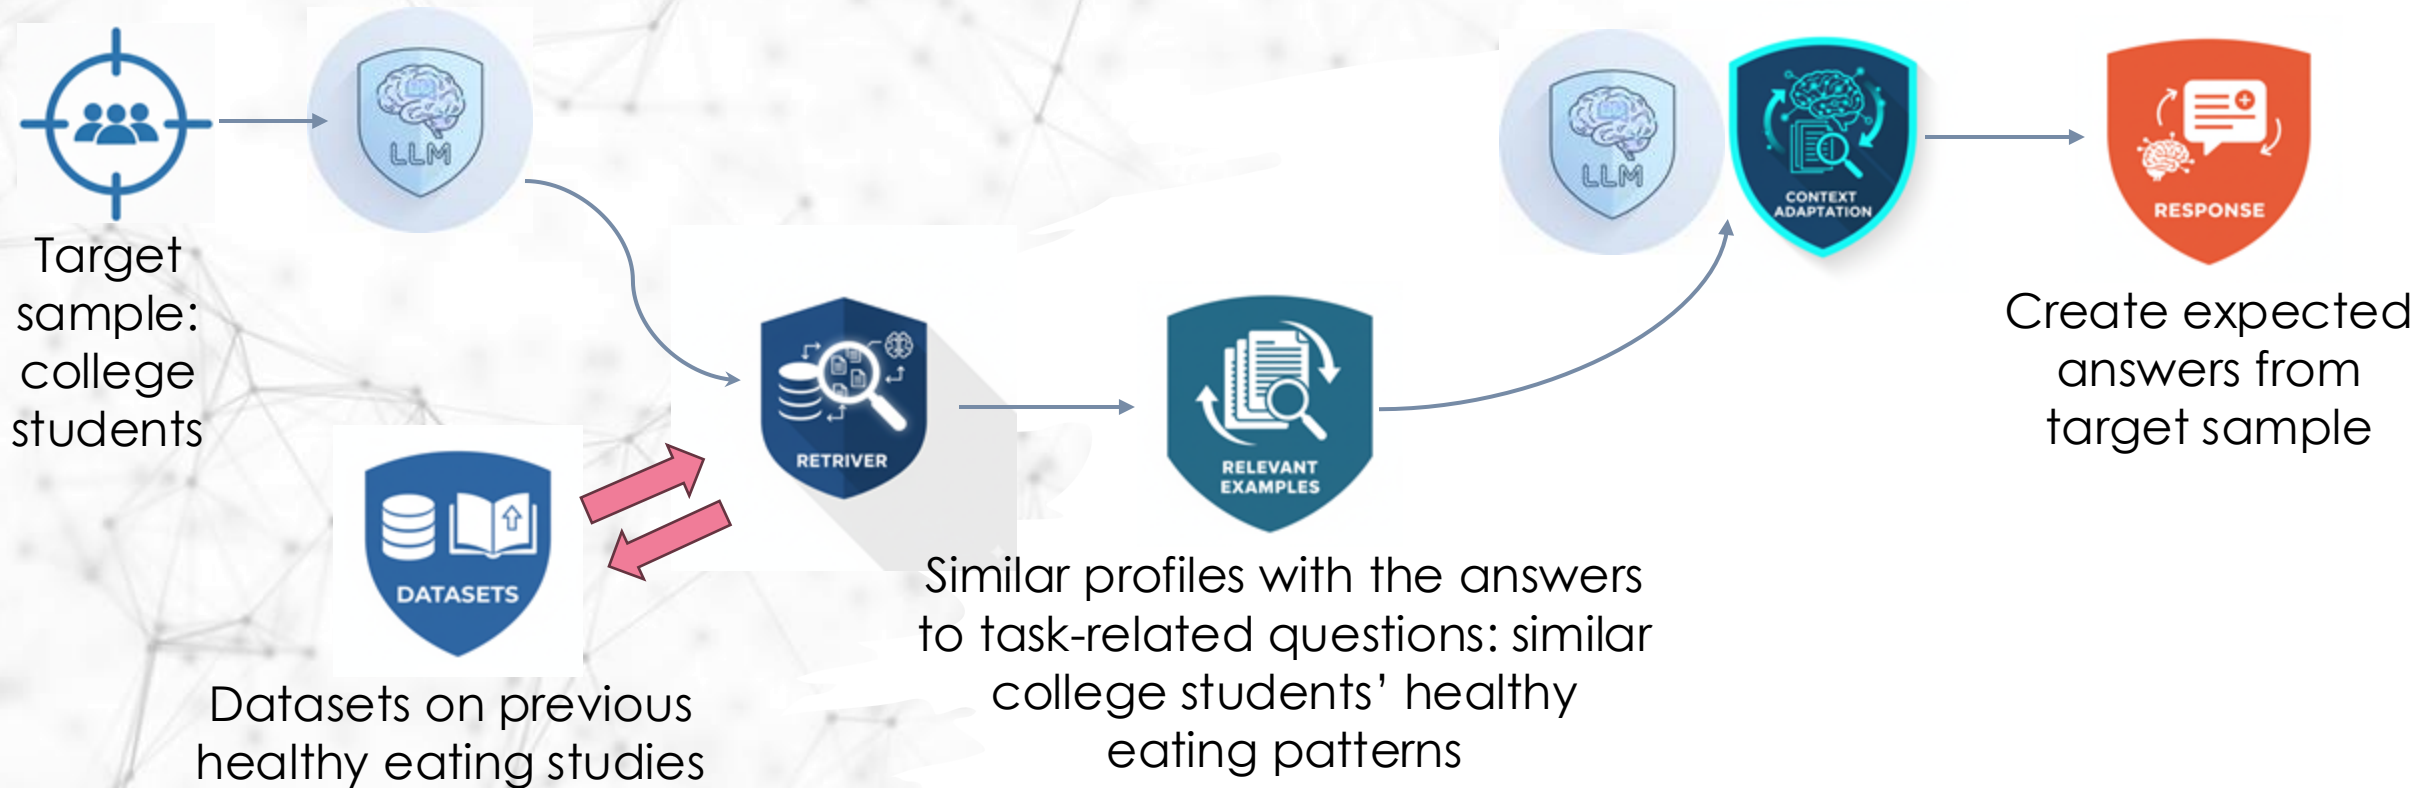 Target
sample:
college
students
LLM
RETRIVER
DATASETS
Datasets on previous
healthy eating studies
RELEVANT
EXAMPLES
Similar profiles with the answers
to task-related questions: similar
college students’ healthy
eating patterns
LLM
CONTEXT
ADAPTATION
RESPONSE
Create expected
answers from
target sample